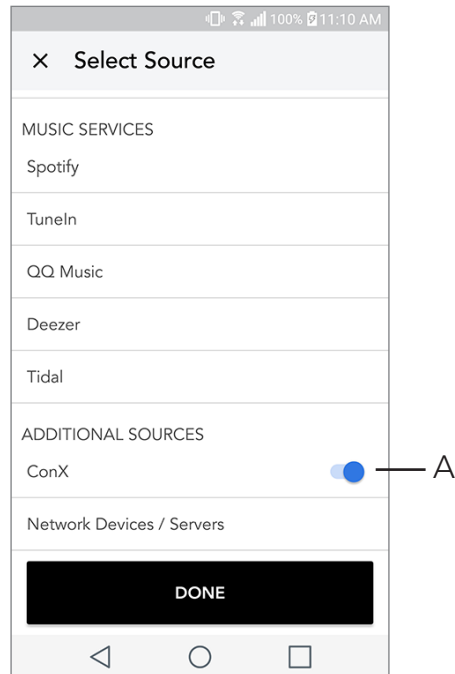 100% 11:10 AM
× Select Source
MUSIC SERVICES
Spotify
TuneIn
QQ Music
Deezer
Tidal
ADDITIONAL SOURCES
ConX
A
Network Devices / Servers
DONE